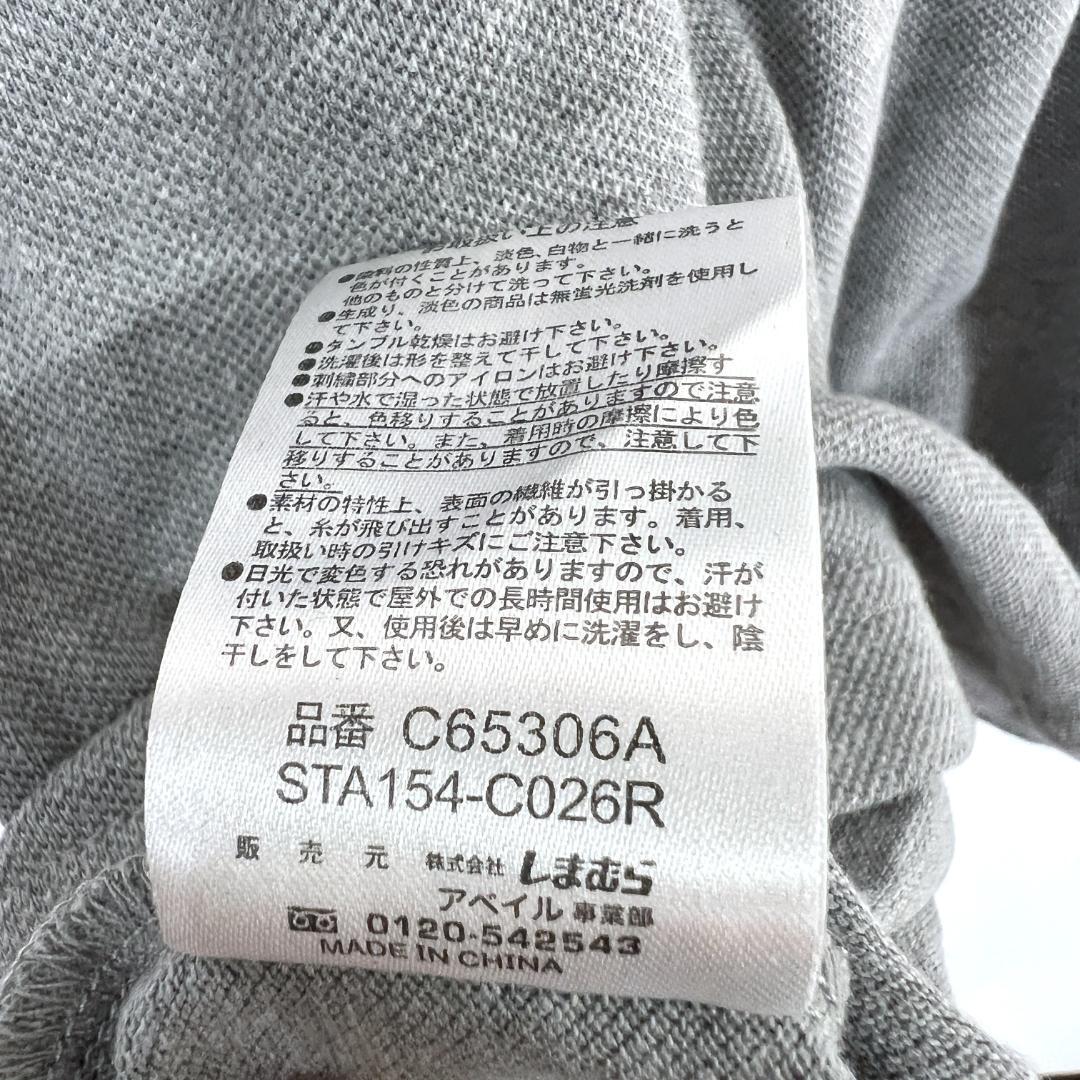 取扱い上の注意
●染料の性質上、淡色、白物と一緒に洗うと
色が付くことがあります。
他のものと分けて洗って下さい。
●生成り、淡色の商品は無蛍光洗剤を使用し
て下さい。
●タンブル乾燥はお避け下さい。
●洗濯後は形を整えて干して下さい。
●刺繍部分へのアイロンはお避け下さい。
●汗や水で湿った状態で放置したり摩擦す
ると、色移りすることがありますので注意
して下さい。また、着用時の摩擦により色
移りすることがありますので、注意して下
さい。
●素材の特性上、表面の繊維が引っ掛かる
と、糸が飛び出すことがあります。着用、
取扱い時の引けキズにご注意下さい。
●日光で変色する恐れがありますので、汗が
付いた状態で屋外での長時間使用はお避け
下さい。又、使用後は早めに洗濯をし、陰
干しをして下さい。
品番 C65306A
STA154-C026R
販売元 株式会社 しまむら
アベイル 事業部
0120-542543
MADE IN CHINA